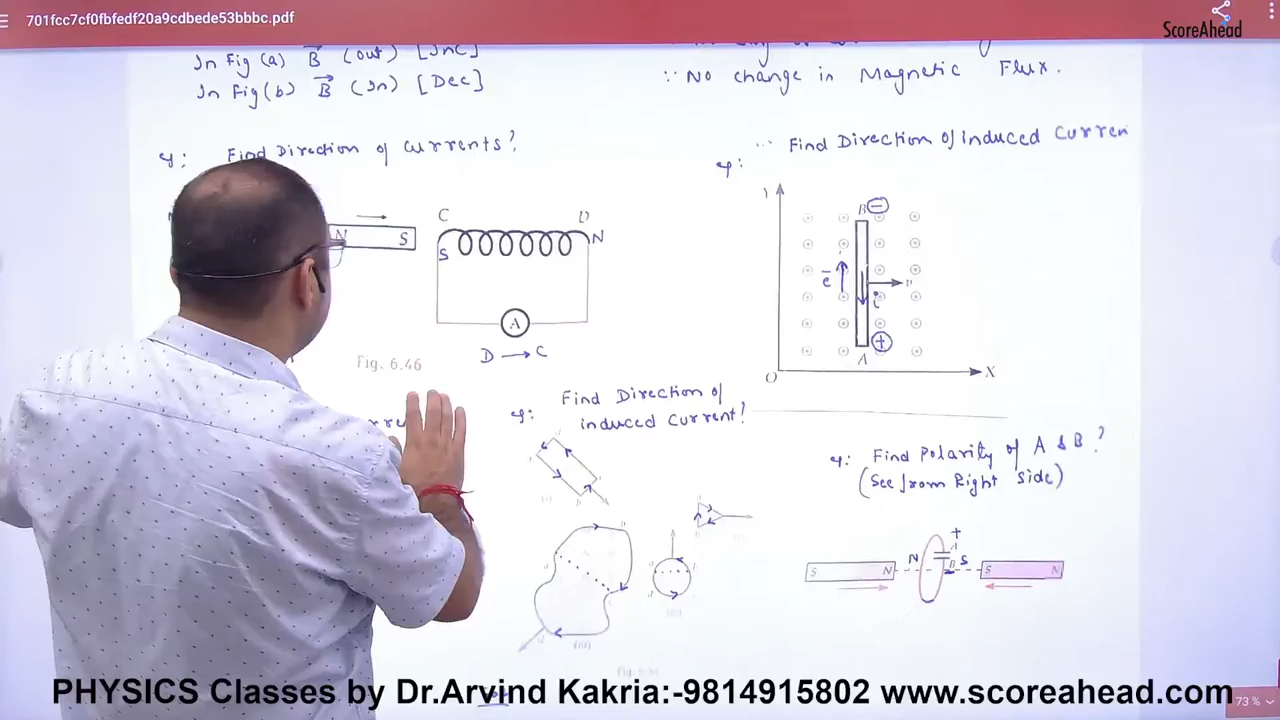 701fcc7cf0fbfedf20a9cdbede53bbbc.pdf
ScoreAhead
In Fig (a) B (out) [Inc]
In Fig (b) B (In) [Dec]
∵ No change in Magnetic Flux.
Find Direction of Currents?
N S
C D
S N
A
D → C
Fig. 6.46
Find Direction of induced Curren
B −
e
v
i
+
A
O X
Find Direction of
induced Current?
Find Polarity of A & B?
(See from Right Side)
+
A
N B S
S N S N
PHYSICS Classes by Dr.Arvind Kakria:-9814915802 www.scoreahead.com
73 %